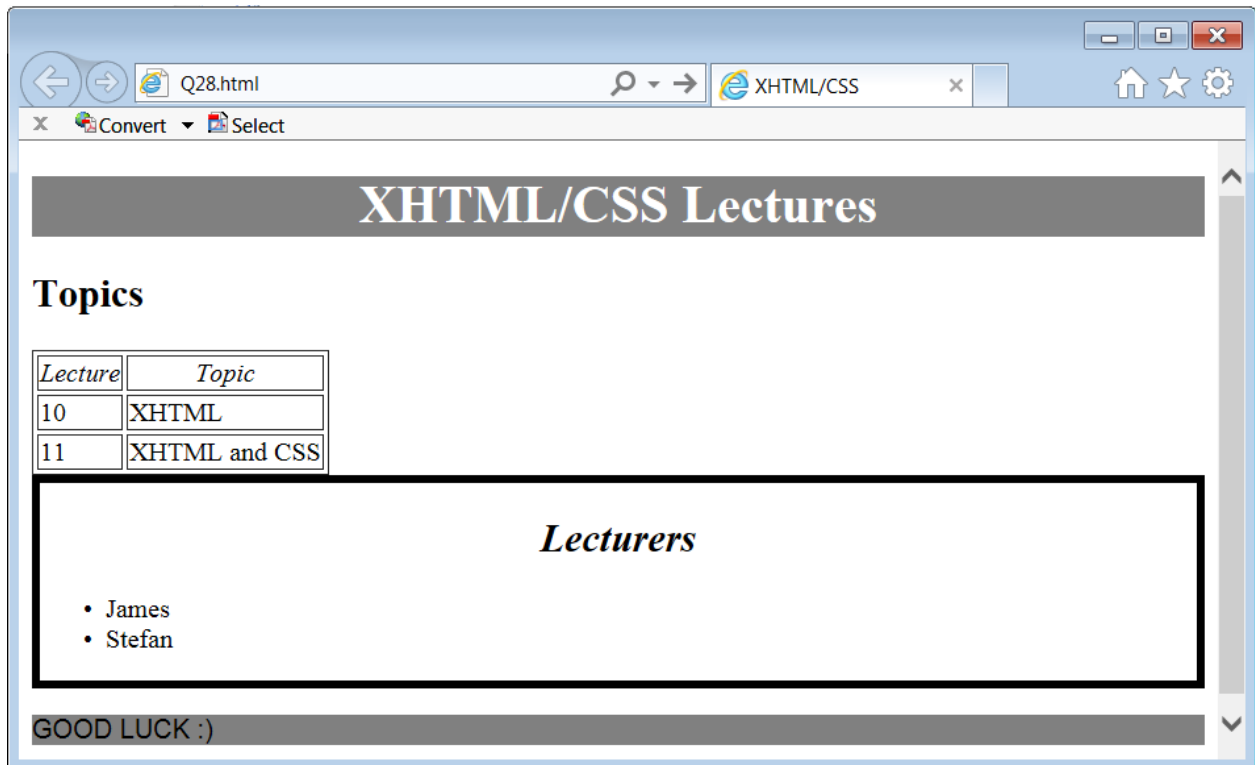 Q28.html
XHTML/CSS
Convert Select
XHTML/CSS Lectures
Topics
Lecture Topic
10 XHTML
11 XHTML and CSS
Lecturers
• James
• Stefan
GOOD LUCK :)